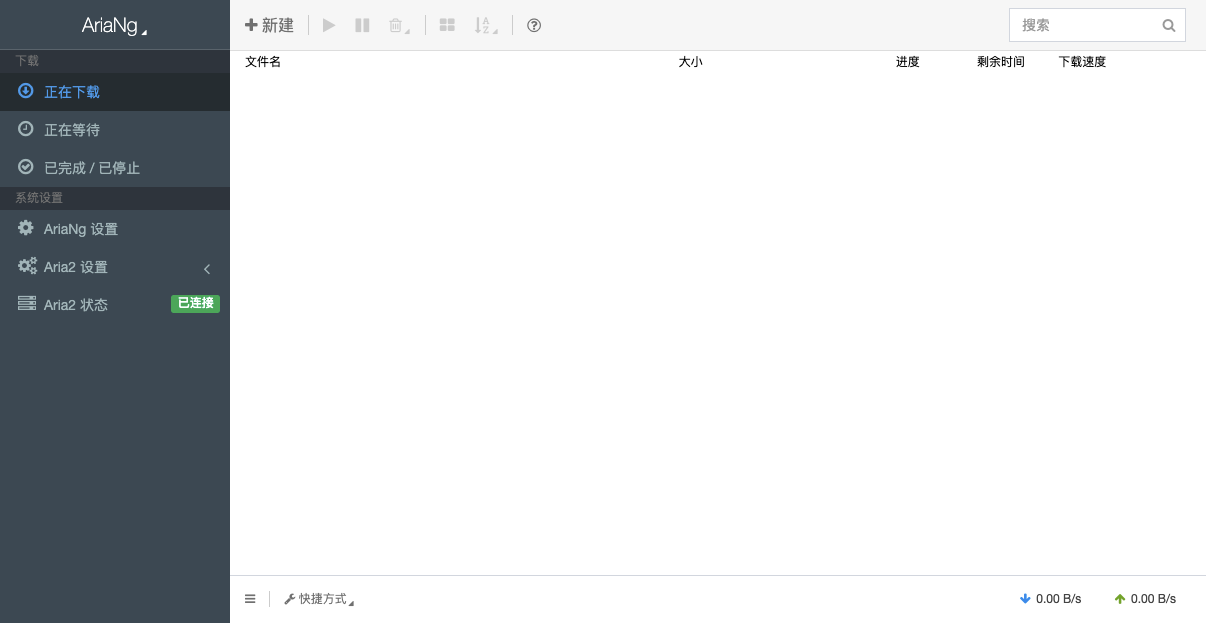 AriaNg
新建
搜索
下载
正在下载
正在等待
已完成 / 已停止
系统设置
AriaNg 设置
Aria2 设置
Aria2 状态 已连接
文件名 大小 进度 剩余时间 下载速度
快捷方式 0.00 B/s 0.00 B/s